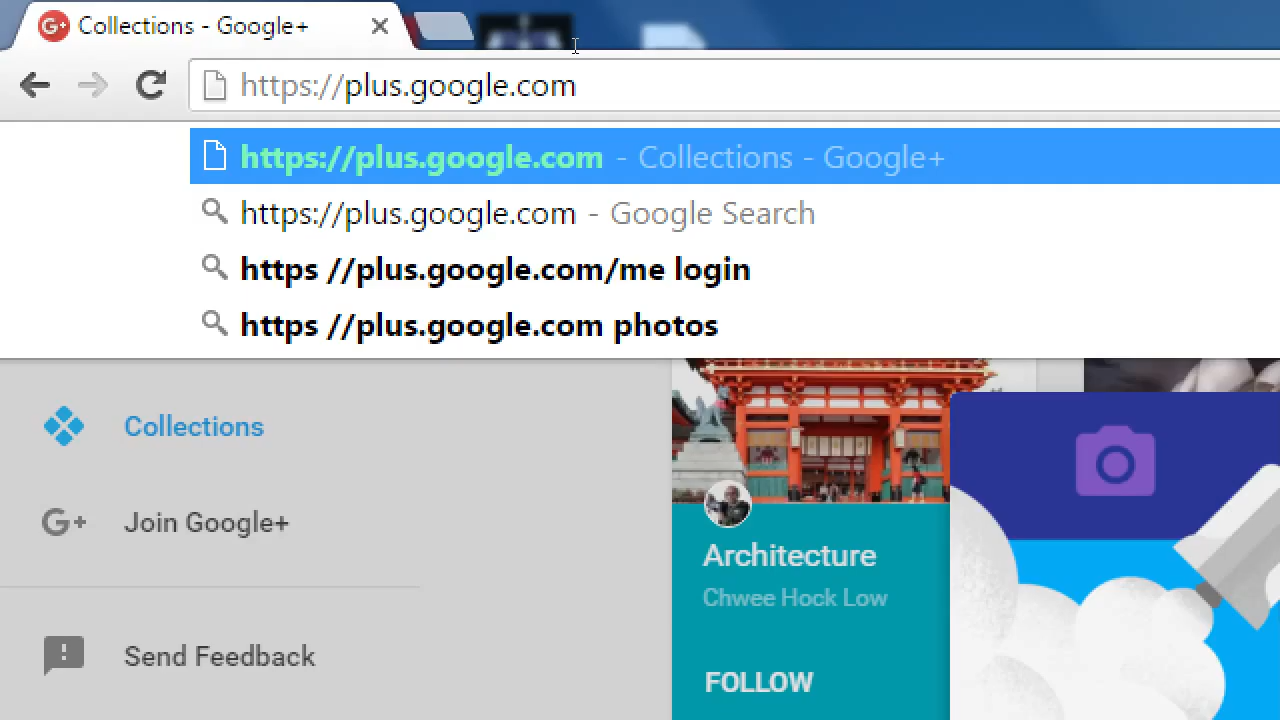 Collections - Google+
https://plus.google.com
https://plus.google.com - Collections - Google+
https://plus.google.com - Google Search
https //plus.google.com/me login
https //plus.google.com photos
Collections
G+ Join Google+
Send Feedback
Architecture
Chwee Hock Low
FOLLOW